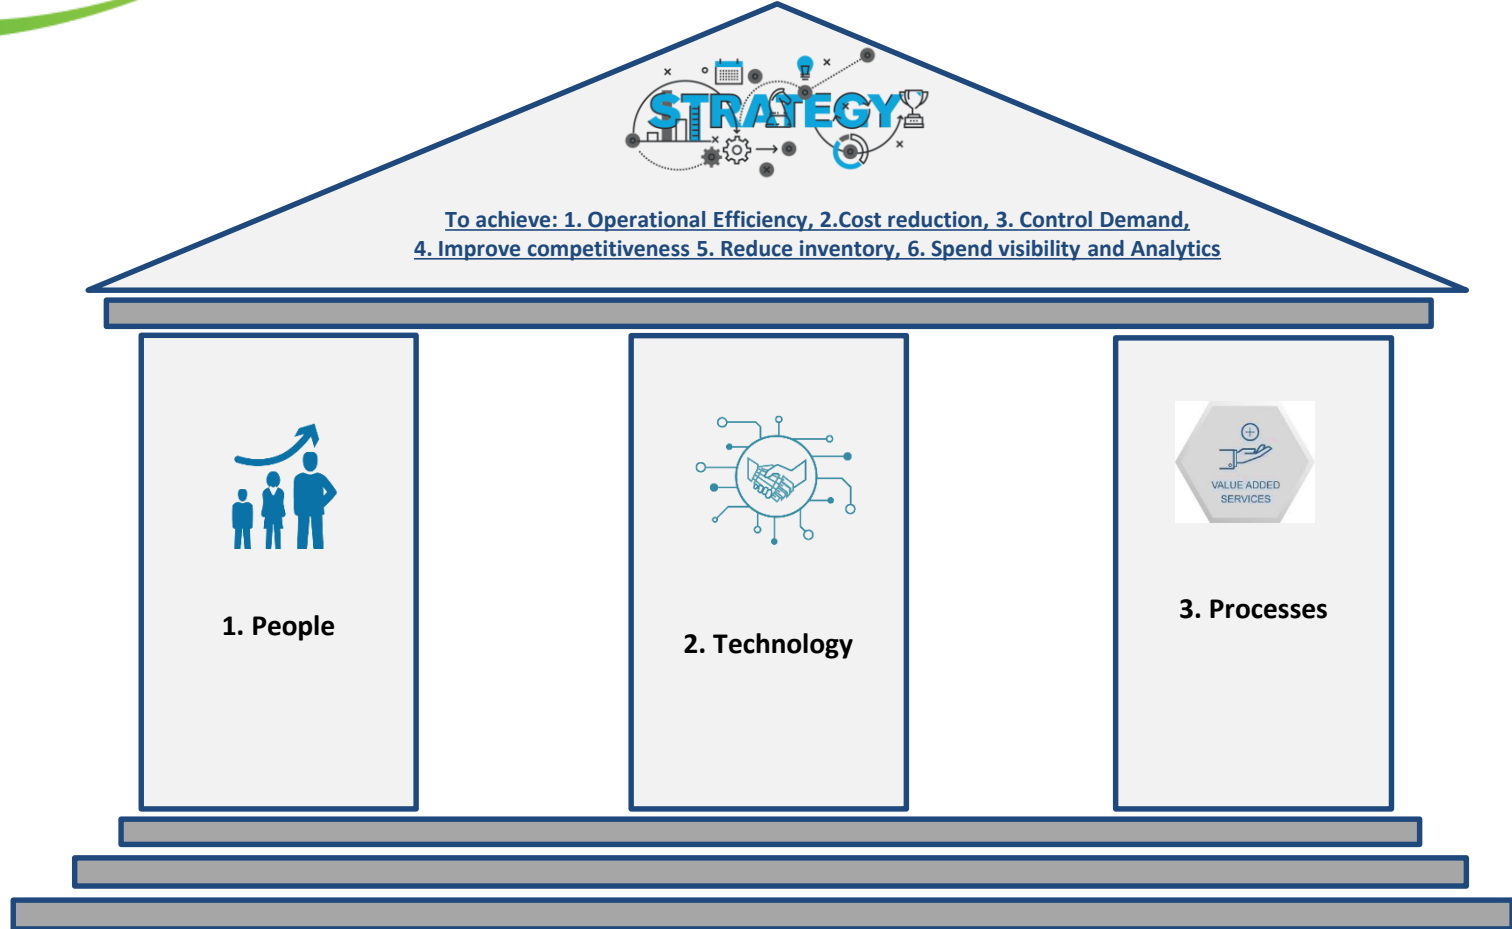 STRATEGY
To achieve: 1. Operational Efficiency, 2.Cost reduction, 3. Control Demand,
4. Improve competitiveness 5. Reduce inventory, 6. Spend visibility and Analytics
1. People
2. Technology
VALUE ADDED
SERVICES
3. Processes